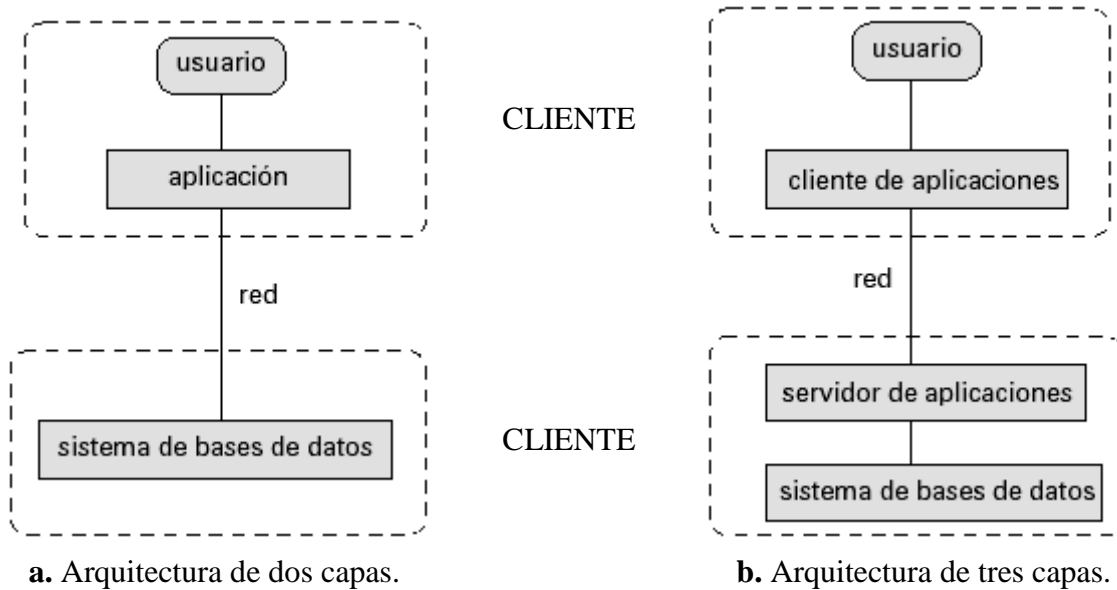 usuario
aplicación
red
sistema de bases de datos
CLIENTE
CLIENTE
usuario
cliente de aplicaciones
red
servidor de aplicaciones
sistema de bases de datos
a. Arquitectura de dos capas.
b. Arquitectura de tres capas.